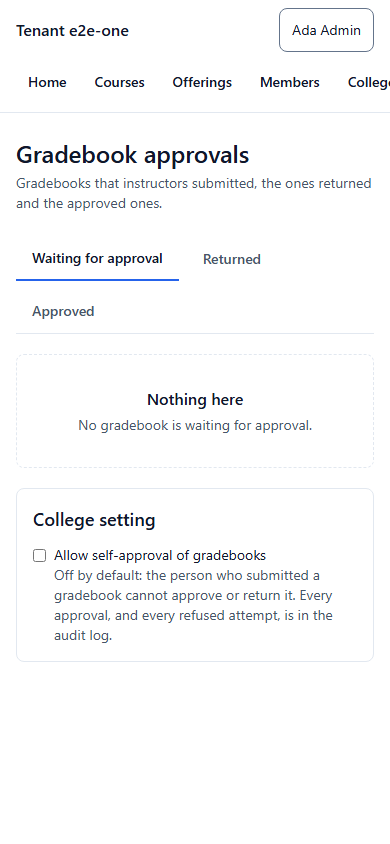 Tenant e2e-one
Ada Admin
Home Courses Offerings Members
Gradebook approvals
Gradebooks that instructors submitted, the ones returned
and the approved ones.
Waiting for approval
Returned
Approved
Nothing here
No gradebook is waiting for approval.
College setting
Allow self-approval of gradebooks
Off by default: the person who submitted a
gradebook cannot approve or return it. Every
approval, and every refused attempt, is in the
audit log.